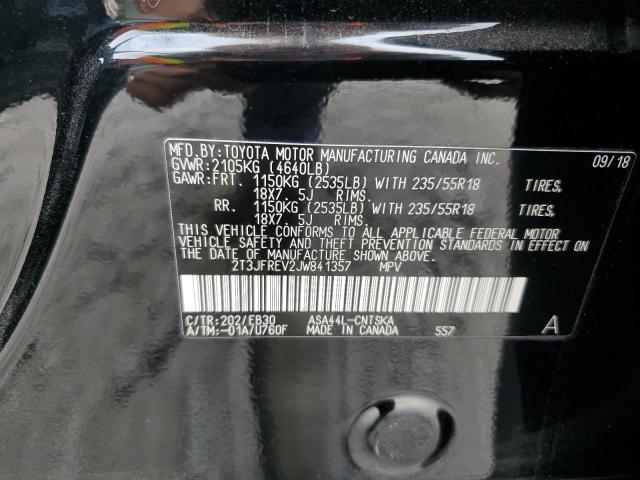 MFD.BY:TOYOTA MOTOR MANUFACTURING CANADA INC. 09/18
GVWR:2105KG (4640LB)
GAWR:FRT. 1150KG (2535LB) WITH 235/55R18 TIRES,
18X7. 5J RIMS.
RR. 1150KG (2535LB) WITH 235/55R18 TIRES,
18X7. 5J RIMS.
THIS VEHICLE CONFORMS TO ALL APPLICABLE FEDERAL MOTOR
VEHICLE SAFETY AND THEFT PREVENTION STANDARDS IN EFFECT ON
THE DATE OF MANUFACTURE SHOWN ABOVE.
2T3JFREV2JW841357 MPV
C/TR:202/EB30 ASA44L-CNTSKA
A/TM:-01A/U760F MADE IN CANADA 557 A